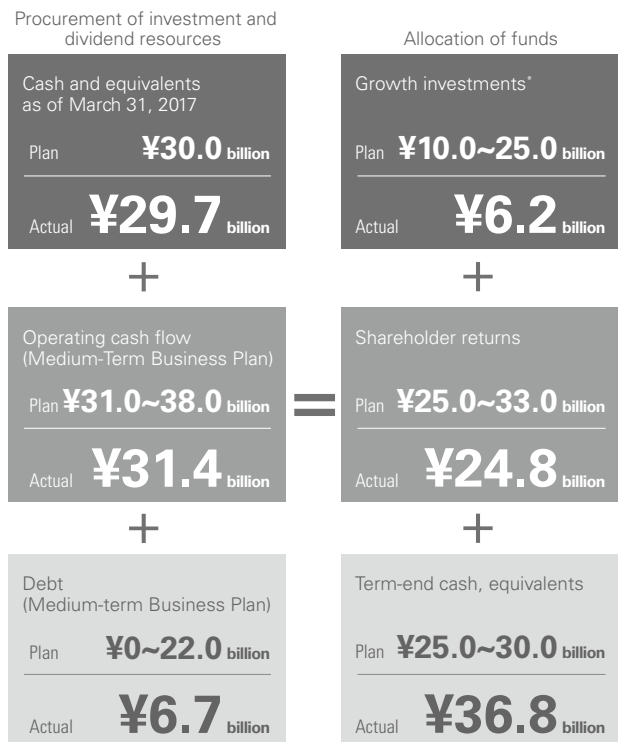 Procurement of investment and
dividend resources
Cash and equivalents
as of March 31, 2017
Plan ¥30.0 billion
Actual ¥29.7 billion
+
Operating cash flow
(Medium-Term Business Plan)
Plan ¥31.0~38.0 billion
Actual ¥31.4 billion
+
Debt
(Medium-term Business Plan)
Plan ¥0~22.0 billion
Actual ¥6.7 billion
=
Allocation of funds
Growth investments*
Plan ¥10.0~25.0 billion
Actual ¥6.2 billion
+
Shareholder returns
Plan ¥25.0~33.0 billion
Actual ¥24.8 billion
+
Term-end cash, equivalents
Plan ¥25.0~30.0 billion
Actual ¥36.8 billion